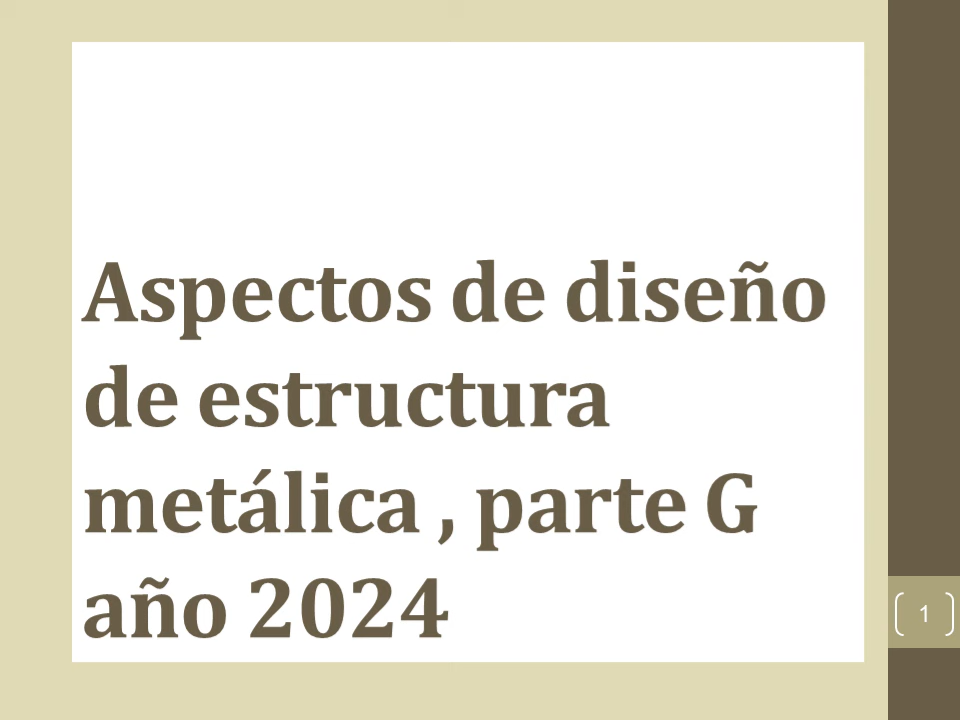 Aspectos de diseño
de estructura
metálica , parte G
año 2024
1